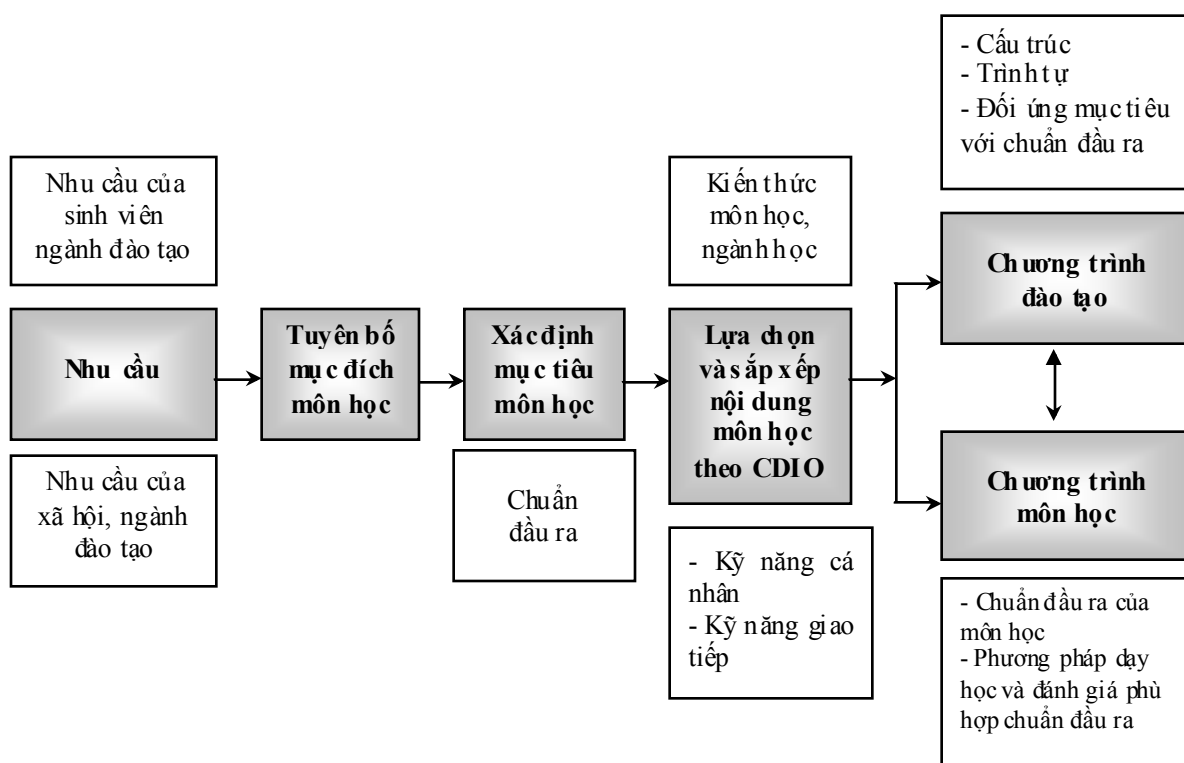 - Cấu trúc
- Trình tự
- Đối ứng mục tiêu
với chuẩn đầu ra
Nhu cầu của
sinh viên
ngành đào tạo
Kiến thức
môn học,
ngành học
Nhu cầu
Tuyên bố
mục đích
môn học
Xác định
mục tiêu
môn học
Lựa chọn
và sắp xếp
nội dung
môn học
theo CDIO
Chương trình
đào tạo
Chương trình
môn học
Nhu cầu của
xã hội, ngành
đào tạo
Chuẩn
đầu ra
- Kỹ năng cá
nhân
- Kỹ năng giao
tiếp
- Chuẩn đầu ra của
môn học
- Phương pháp dạy
học và đánh giá phù
hợp chuẩn đầu ra